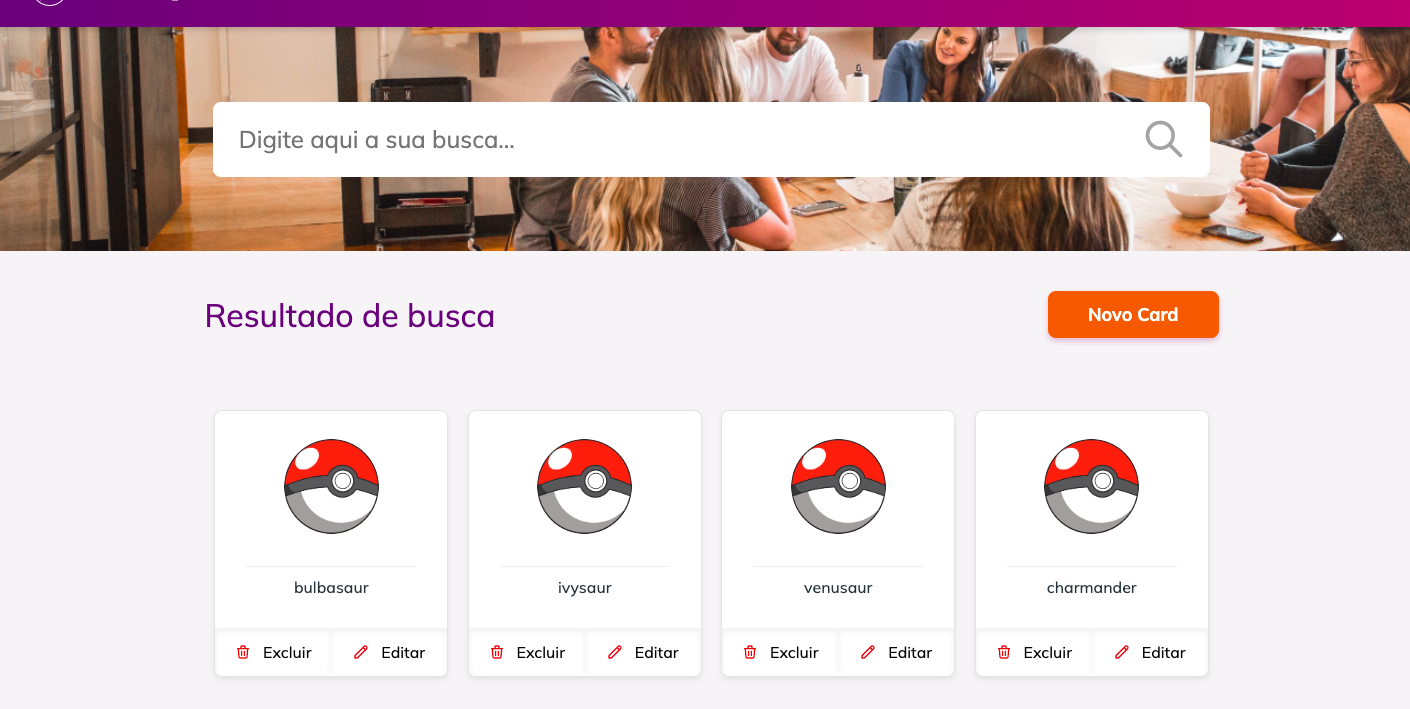 Digite aqui a sua busca...
Resultado de busca
Novo Card
bulbasaur
ivysaur
venusaur
charmander
Excluir Editar Excluir Editar Excluir Editar Excluir Editar